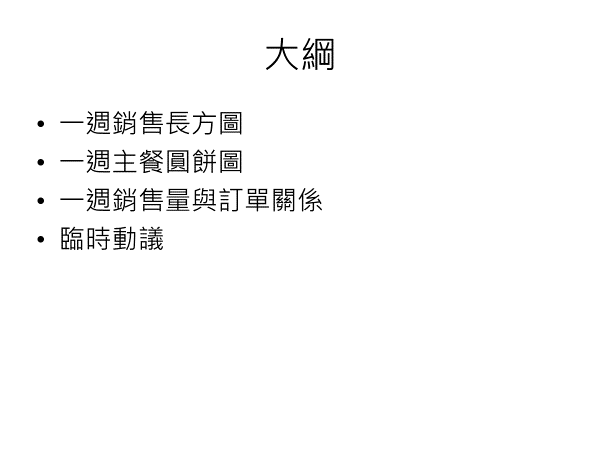 大綱
• 一週銷售長方圖
• 一週主餐圓餅圖
• 一週銷售量與訂單關係
• 臨時動議